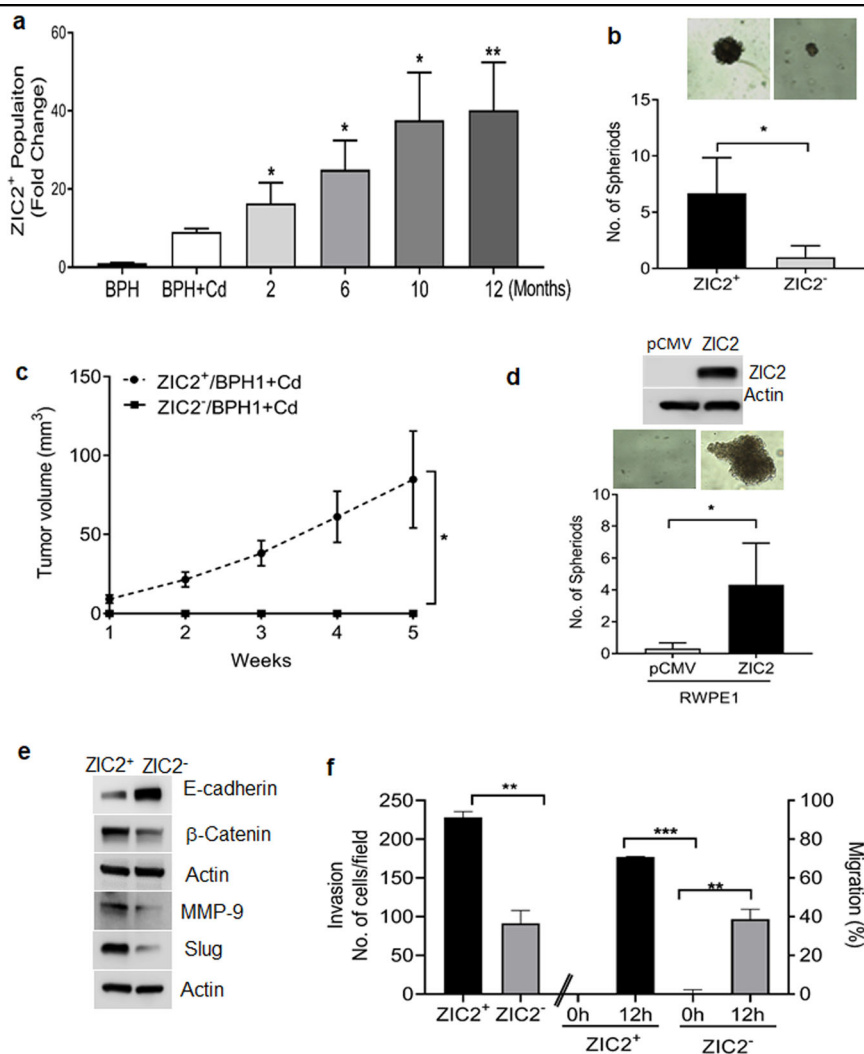 a
ZIC2+ Populaiton
(Fold Change)
60
40
20
0
*
*
*
**
BPH
BPH+Cd
2
6
10
12 (Months)
b
No. of Spheriods
15
10
5
0
*
ZIC2+
ZIC2-
c
Tumor volume (mm3)
150
100
50
0
ZIC2+/BPH1+Cd
ZIC2-/BPH1+Cd
*
1
2
3
4
5
Weeks
d
pCMV ZIC2
ZIC2
Actin
No. of Spheriods
10
8
6
4
2
0
*
pCMV
ZIC2
RWPE1
e
ZIC2+ ZIC2-
E-cadherin
β-Catenin
Actin
MMP-9
Slug
Actin
f
Invasion
No. of cells/field
250
200
150
100
50
0
**
***
**
100
80
60
40
20
0
Migration (%)
ZIC2+ ZIC2-
0h
12h
0h
12h
ZIC2+
ZIC2-